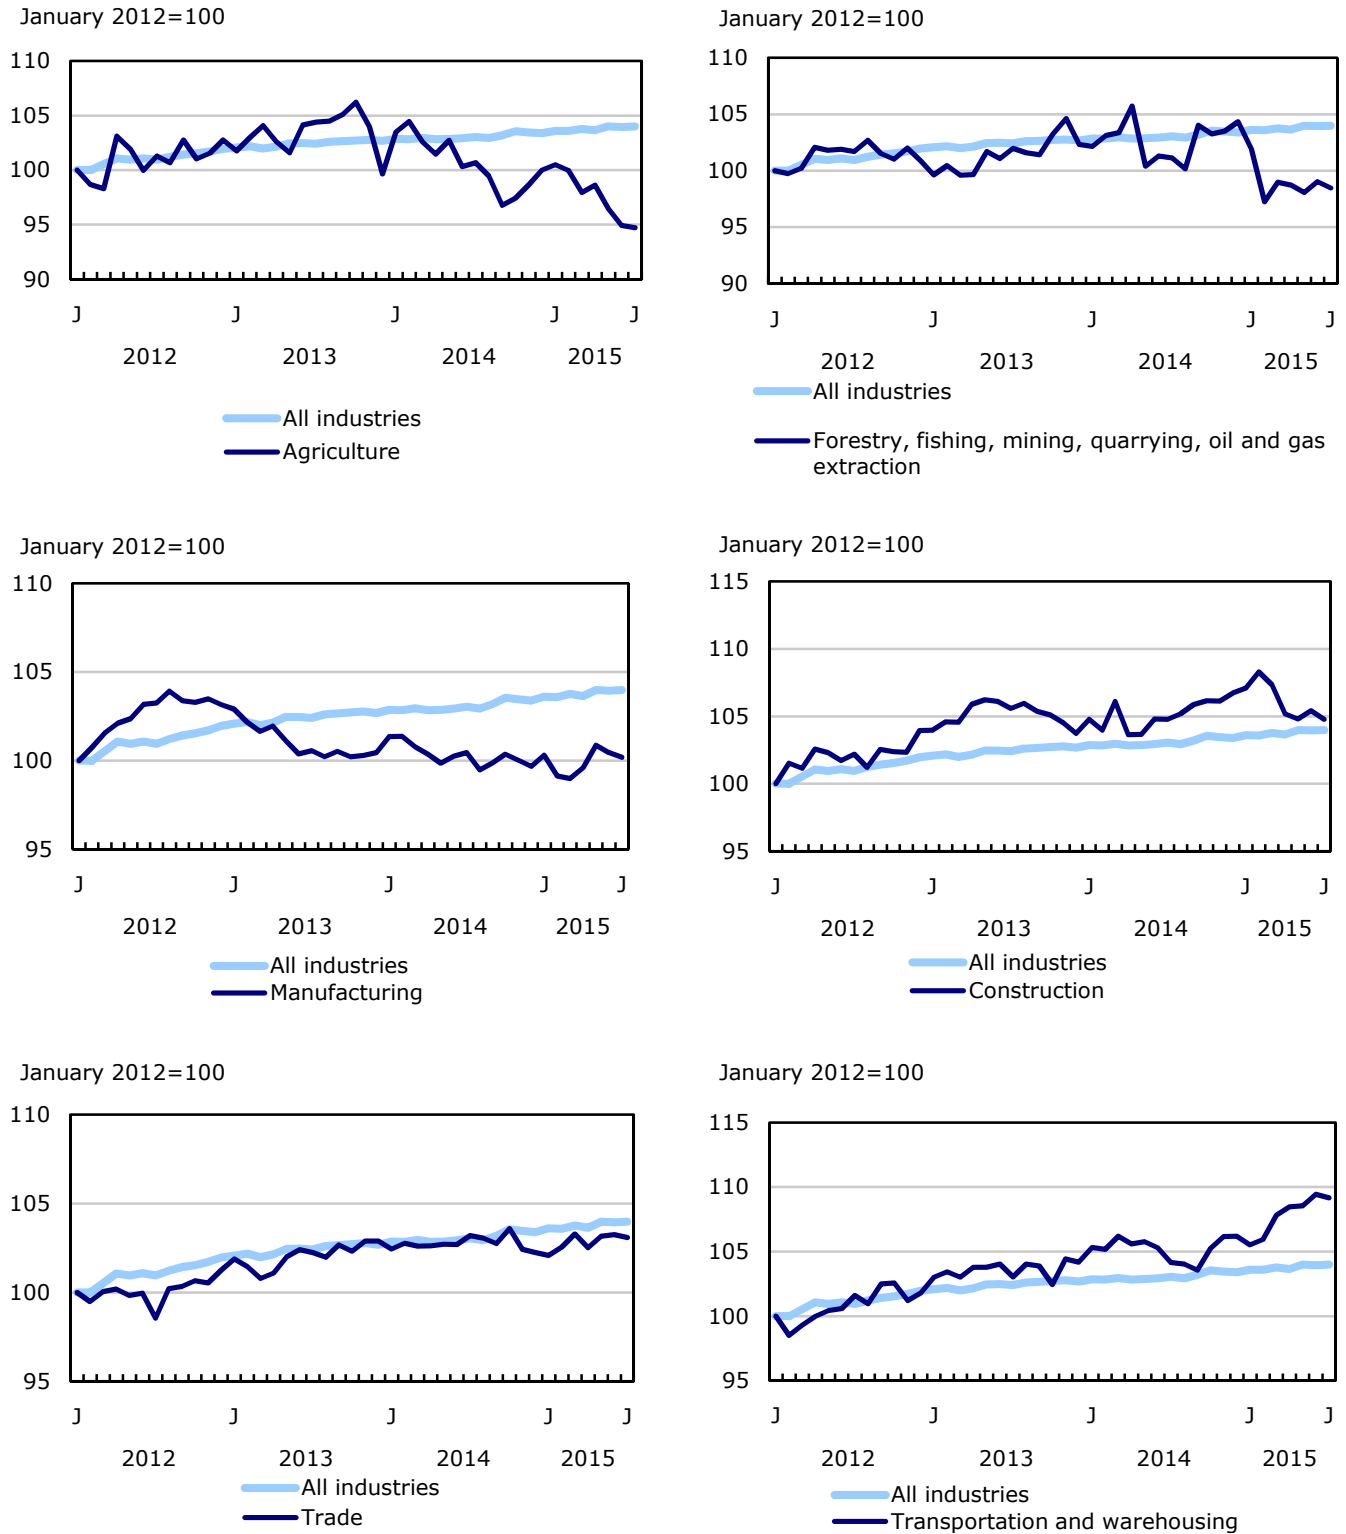 January 2012=100
110
105
100
95
90
J J J J J
2012 2013 2014 2015
All industries
Agriculture
January 2012=100
110
105
100
95
90
J J J J J
2012 2013 2014 2015
All industries
Forestry, fishing, mining, quarrying, oil and gas
extraction
January 2012=100
110
105
100
95
J J J J J
2012 2013 2014 2015
All industries
Manufacturing
January 2012=100
115
110
105
100
95
J J J J J
2012 2013 2014 2015
All industries
Construction
January 2012=100
110
105
100
95
J J J J J
2012 2013 2014 2015
All industries
Trade
January 2012=100
115
110
105
100
95
J J J J J
2012 2013 2014 2015
All industries
Transportation and warehousing